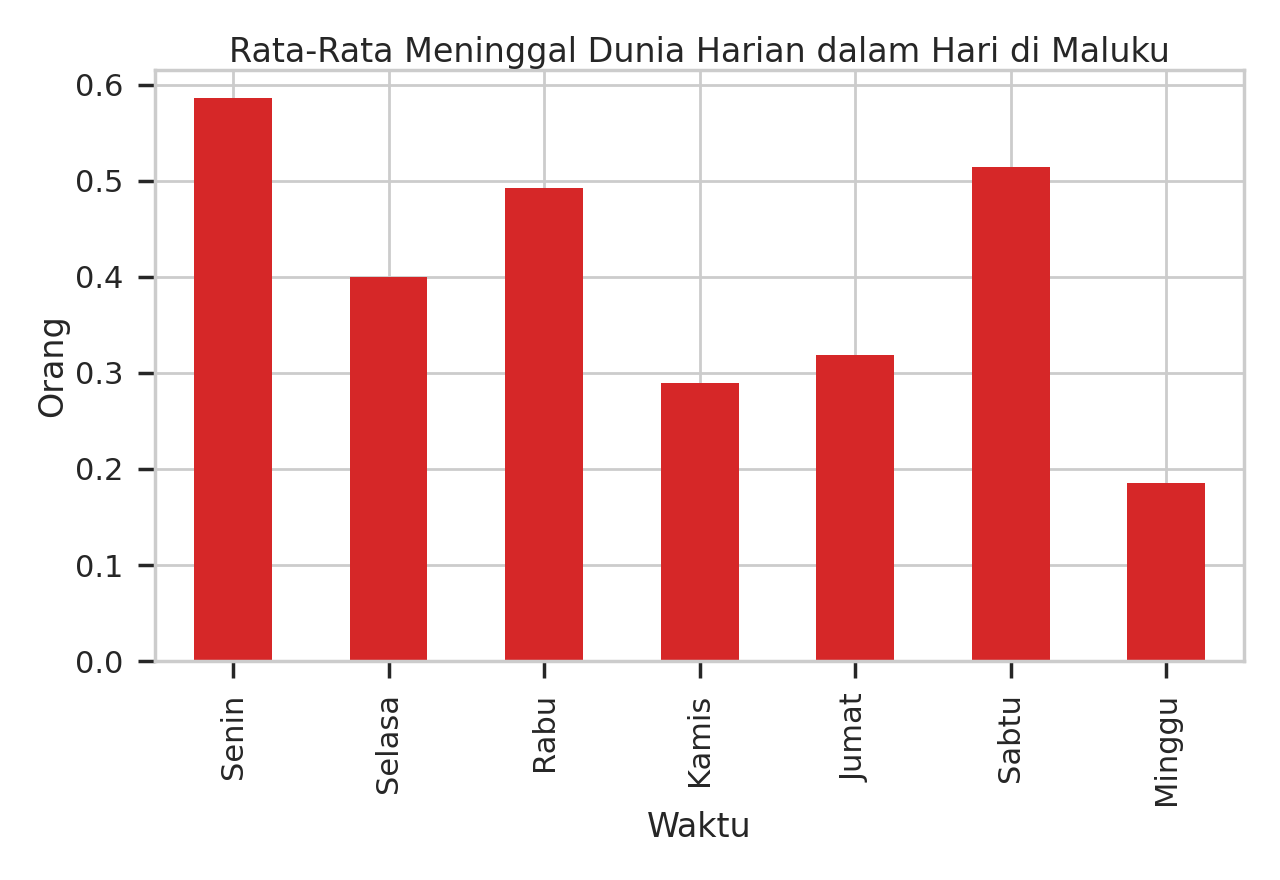 Rata-Rata Meninggal Dunia Harian dalam Hari di Maluku
0.6
0.5
0.4
0.3
0.2
0.1
0.0
Orang
Senin
Selasa
Rabu
Kamis
Jumat
Sabtu
Minggu
Waktu